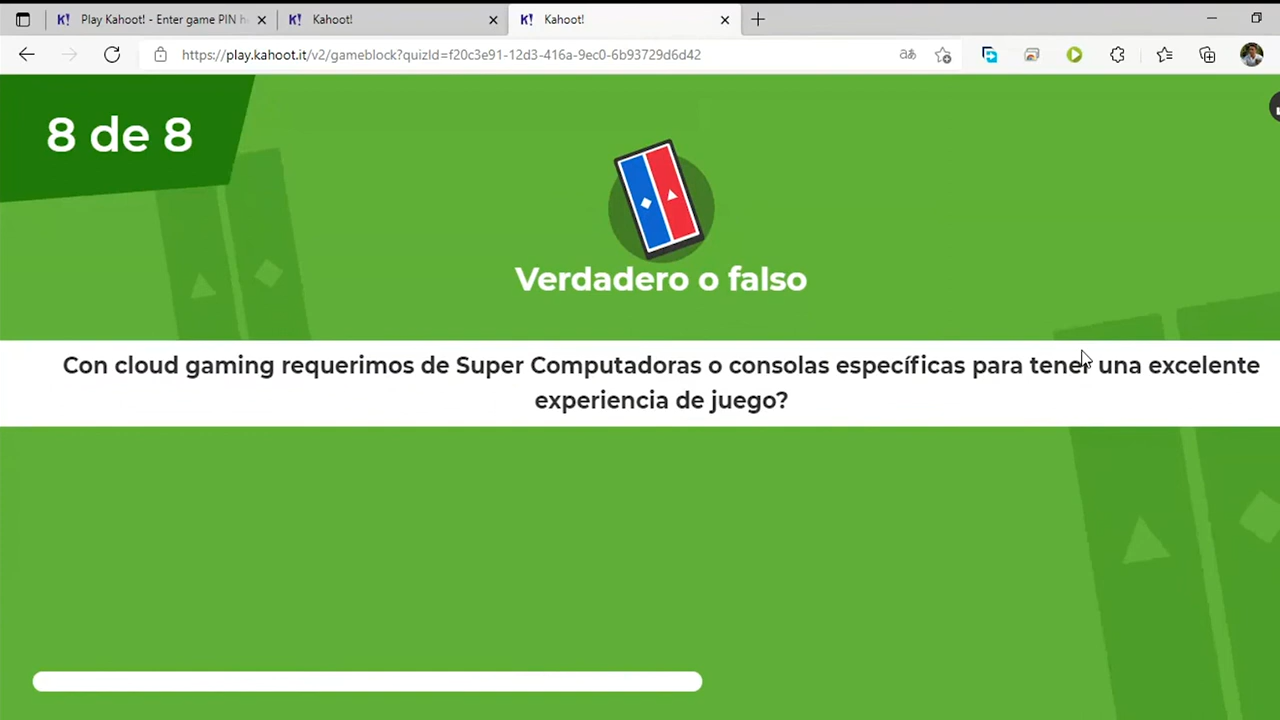 Play Kahoot! - Enter game PIN h
Kahoot!
Kahoot!
https://play.kahoot.it/v2/gameblock?quizId=f20c3e91-12d3-416a-9ec0-6b93729d6d42
8 de 8
Verdadero o falso
Con cloud gaming requerimos de Super Computadoras o consolas específicas para tener una excelente
experiencia de juego?